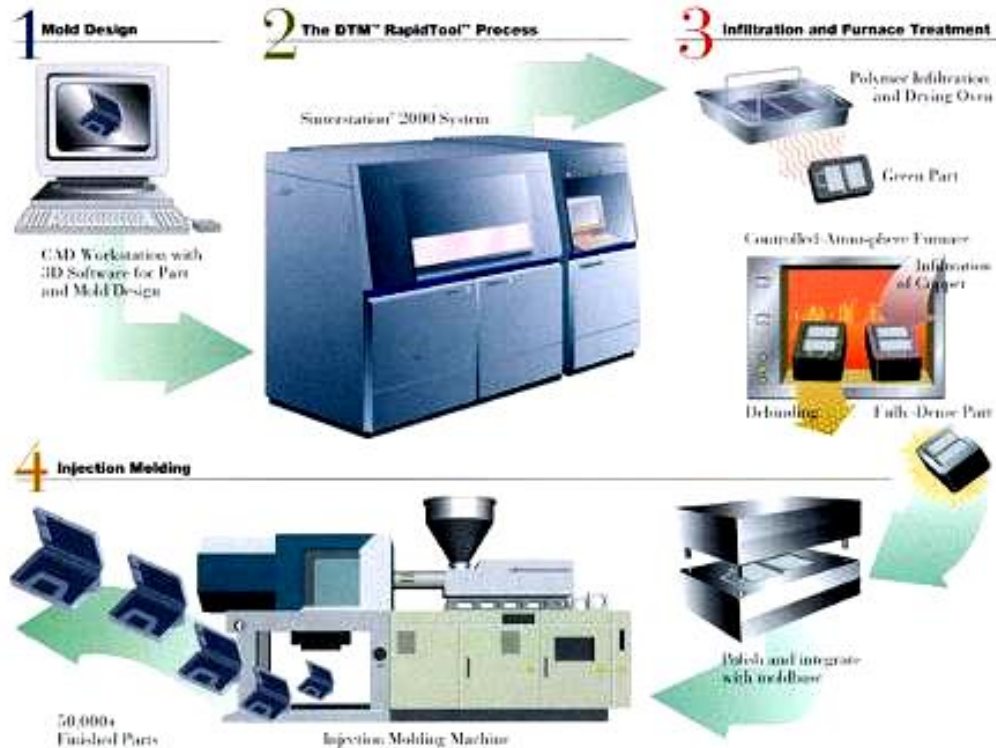 1 Mold Design
2 The DTM™ RapidTool™ Process
3 Infiltration and Furnace Treatment
Sinterstation® 2000 System
Polymer Infiltration
and Drying Oven
Green Part
CAD Workstation with
3D Software for Part
and Mold Design
Controlled-Atmosphere Furnace
Infiltration
of Copper
Debinding
Fully-Dense Part
4 Injection Molding
Polish and integrate
with moldbase
50,000+
Finished Parts
Injection Molding Machine